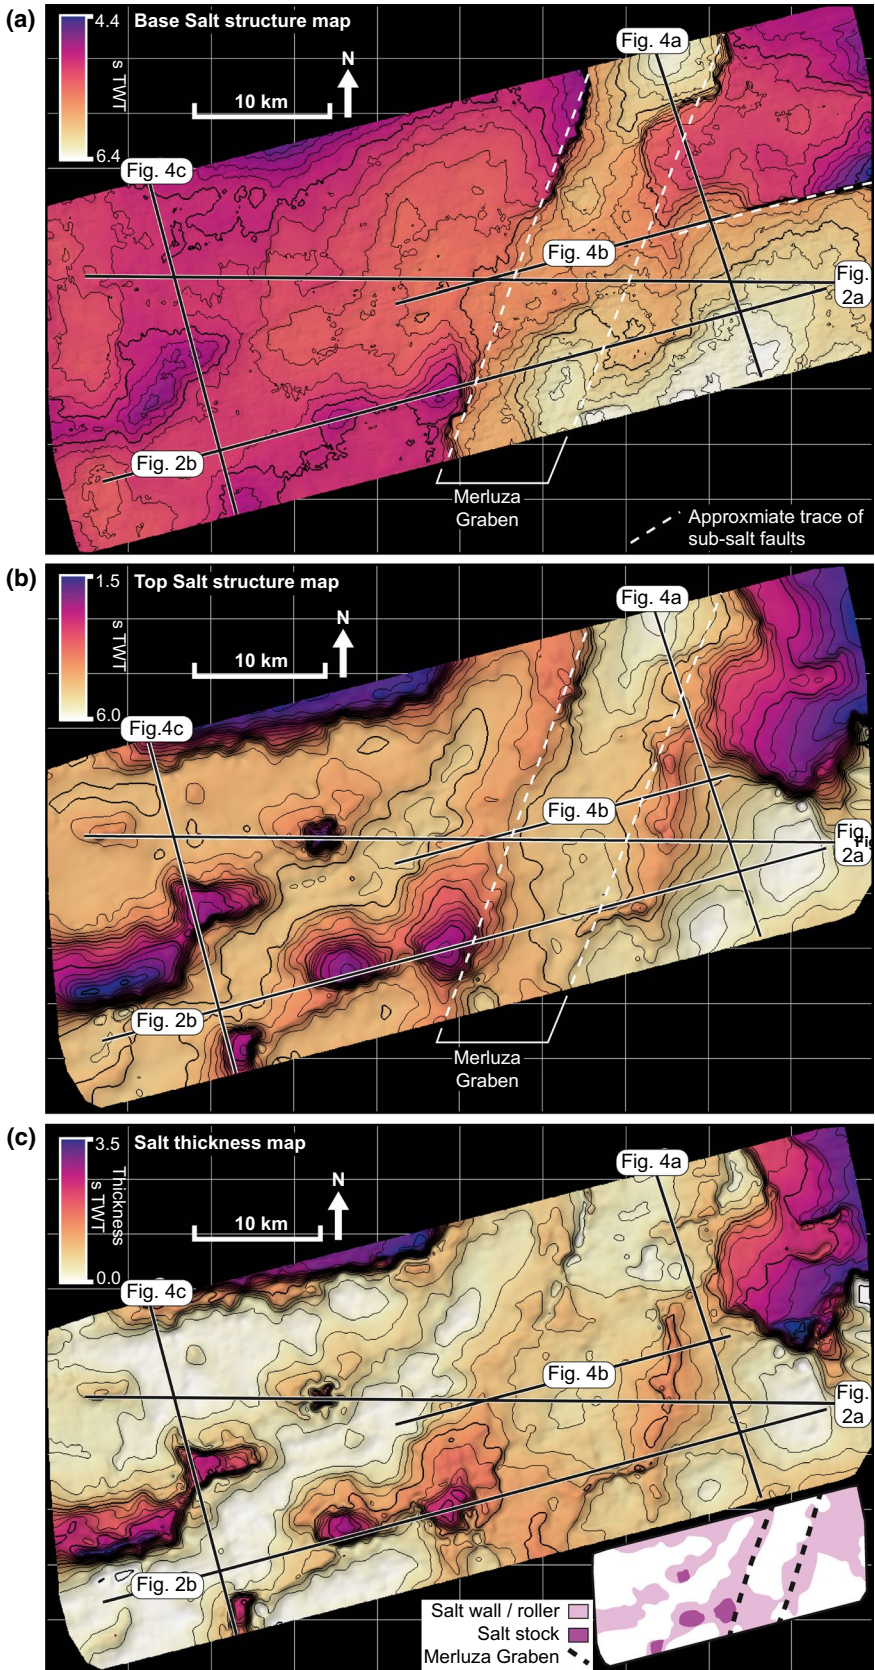 (a)
4.4
Base Salt structure map
s TWT
6.4
10 km
N
Fig. 4a
Fig. 4c
Fig. 4b
Fig.
2a
Fig. 2b
Merluza
Graben
Approxmiate trace of
sub-salt faults
(b)
1.5
Top Salt structure map
s TWT
6.0
10 km
N
Fig. 4a
Fig.4c
Fig. 4b
Fig.
2a
Fig
Fig. 2b
Merluza
Graben
(c)
3.5
Salt thickness map
Thickness
s TWT
0.0
10 km
N
Fig. 4a
Fig. 4c
Fig. 4b
Fig.
2a
Fig. 2b
Salt wall / roller
Salt stock
Merluza Graben